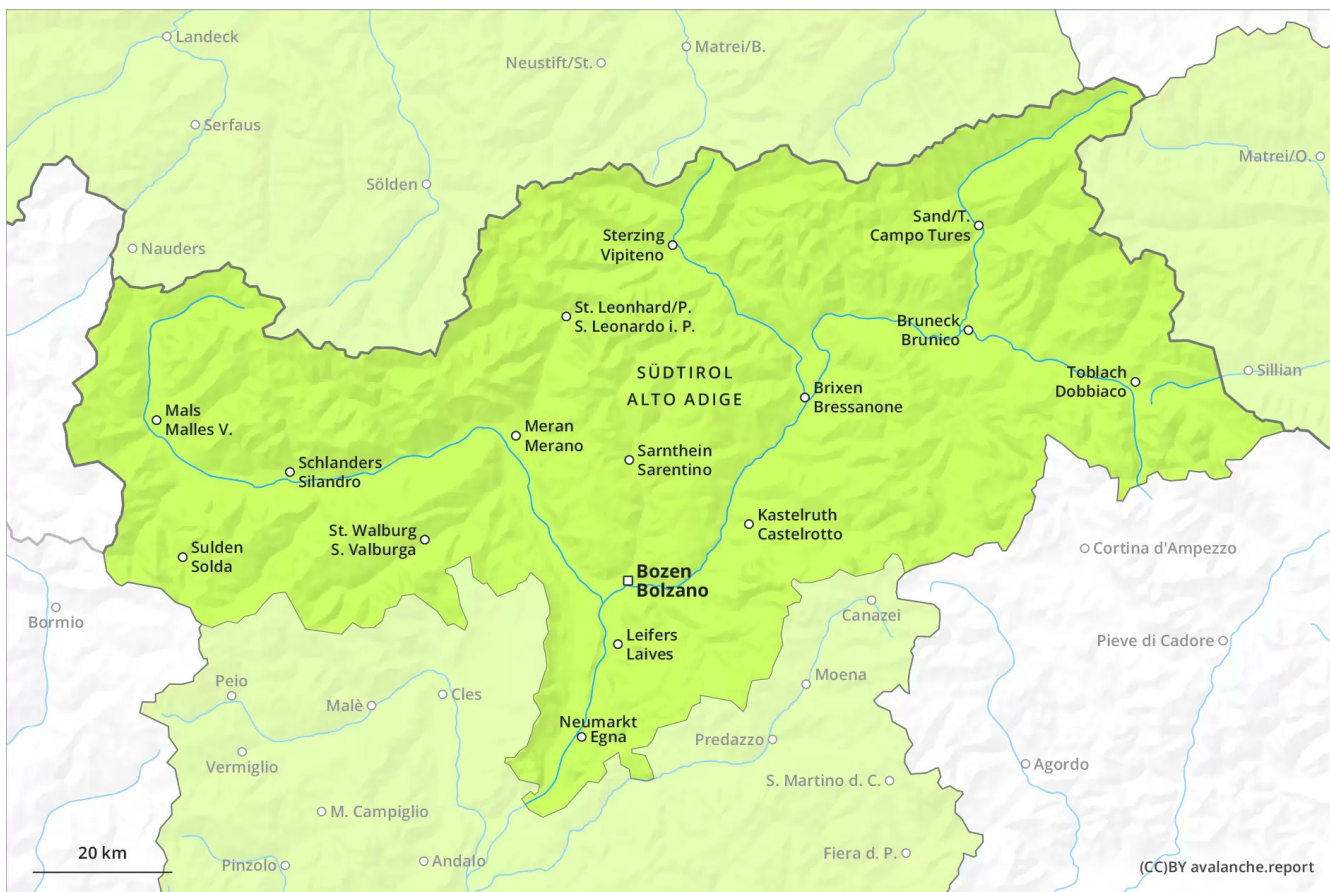 Landeck
Matrei/B.
Neustift/St.
Serfaus
Matrei/O.
Sölden
Sand/T.
Campo Tures
Sterzing
Vipiteno
Nauders
St. Leonhard/P.
S. Leonardo i. P.
Bruneck
Brunico
SÜDTIROL
ALTO ADIGE
Toblach
Dobbiaco
Sillian
Brixen
Bressanone
Mals
Malles V.
Meran
Merano
Sarnthein
Sarentino
Schlanders
Silandro
Kastelruth
Castelrotto
St. Walburg
S. Valburga
Sulden
Solda
Cortina d'Ampezzo
Bozen
Bolzano
Bormio
Canazei
Leifers
Laives
Pieve di Cadore
Peio
Moena
Malè
Cles
Neumarkt
Egna
Predazzo
Vermiglio
Agordo
S. Martino d. C.
M. Campiglio
20 km
Pinzolo
Andalo
Fiera d. P.
(CC)BY avalanche.report